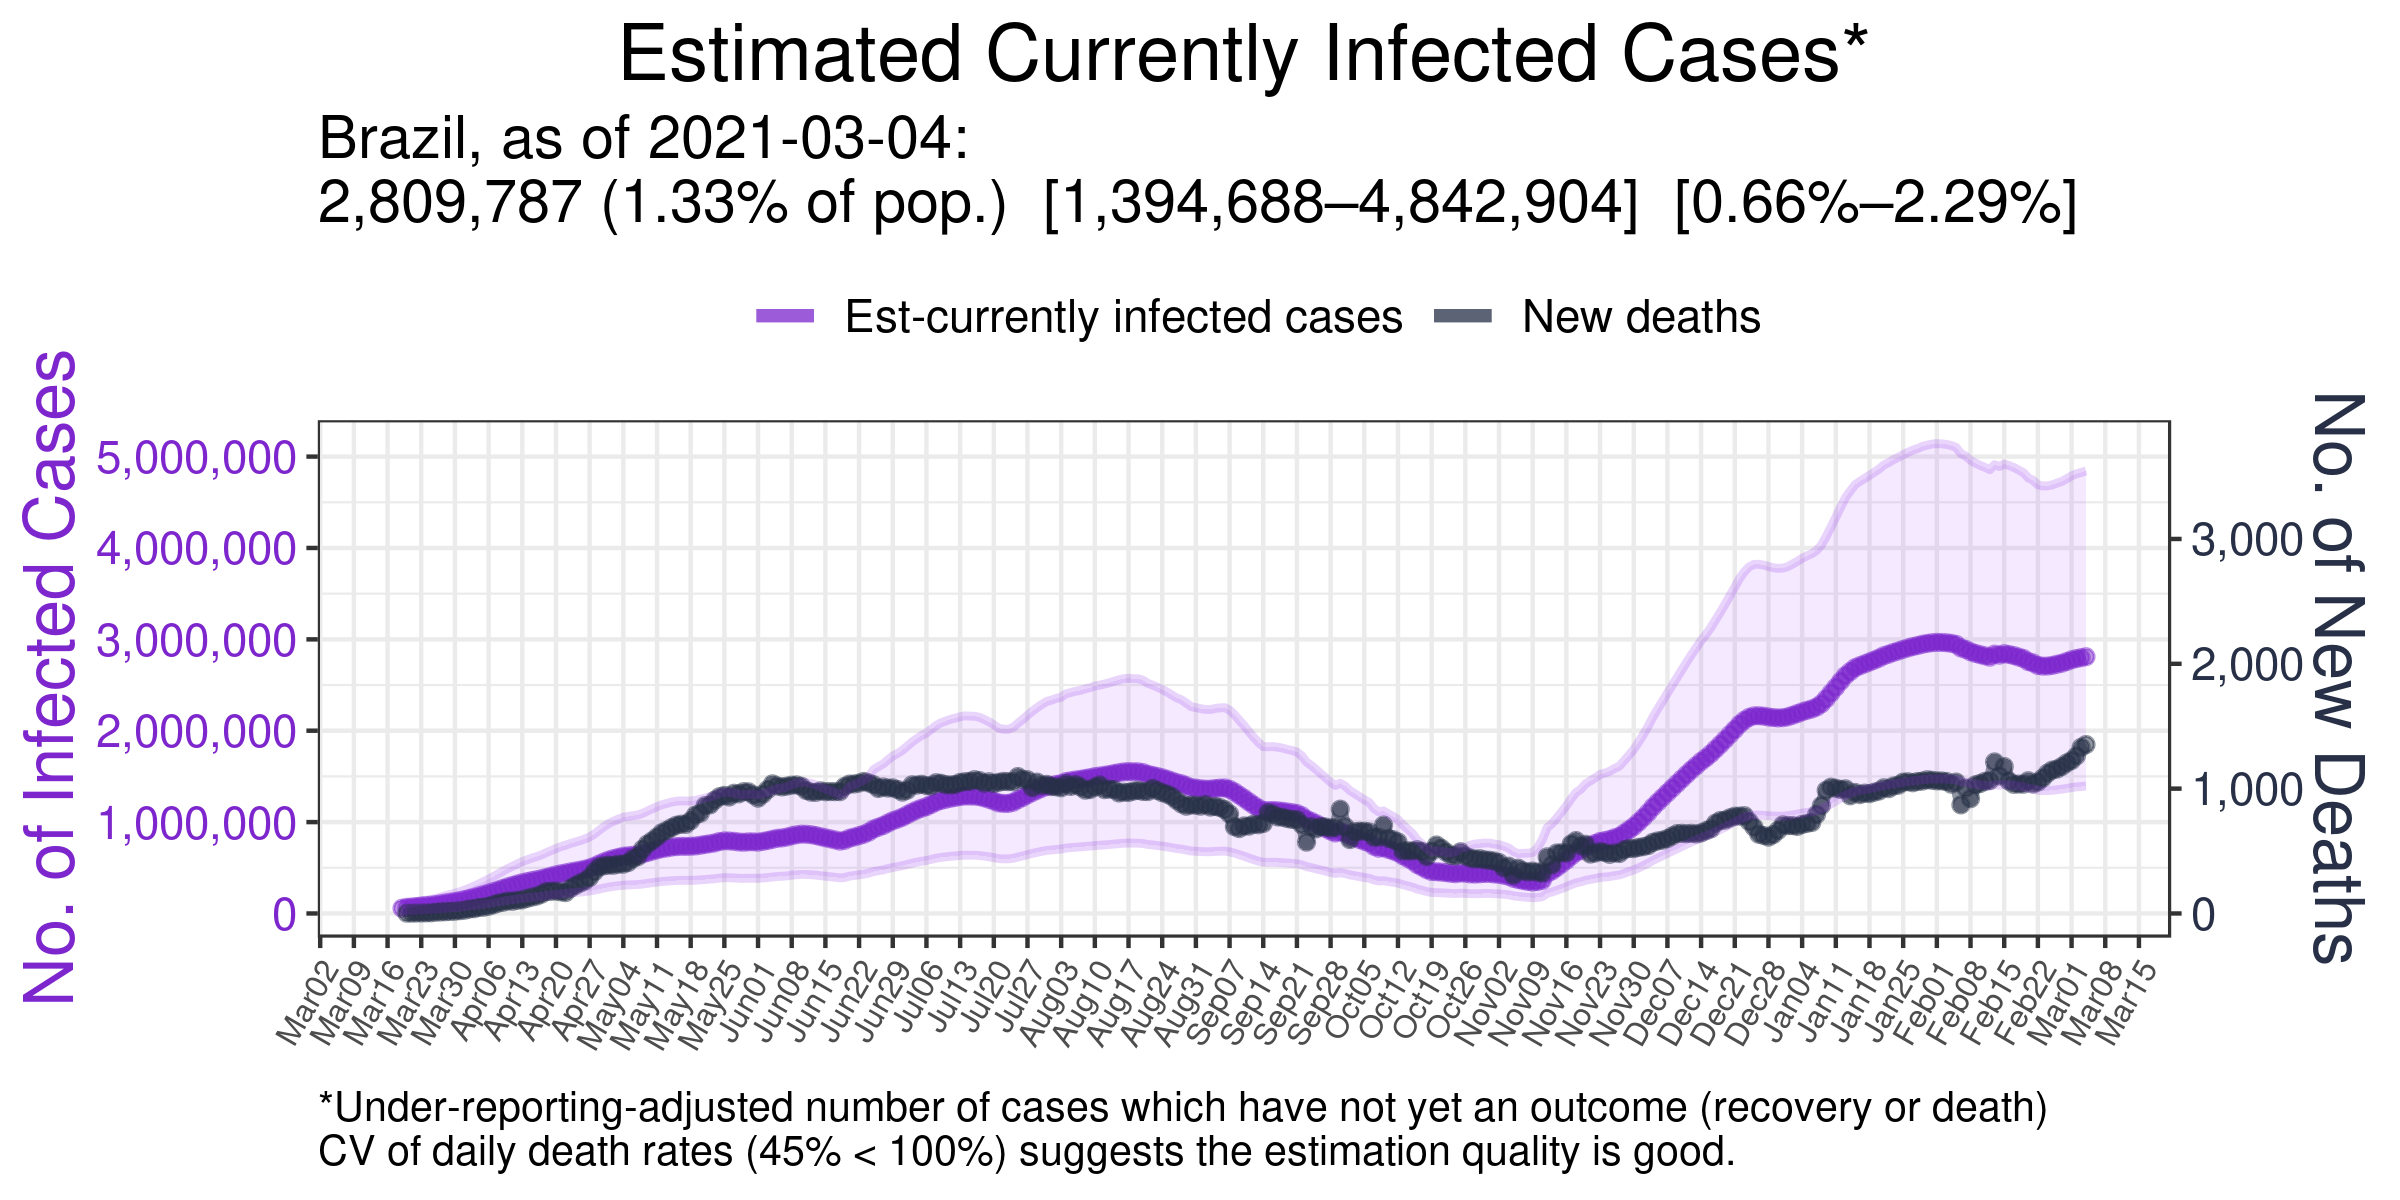 Estimated Currently Infected Cases*
Brazil, as of 2021-03-04:
2,809,787 (1.33% of pop.)  [1,394,688–4,842,904]  [0.66%–2.29%]
Est-currently infected cases
New deaths
No. of Infected Cases
5,000,000
4,000,000
3,000,000
2,000,000
1,000,000
0
3,000
2,000
1,000
0
No. of New Deaths
Mar02
Mar09
Mar16
Mar23
Mar30
Apr06
Apr13
Apr20
Apr27
May04
May11
May18
May25
Jun01
Jun08
Jun15
Jun22
Jun29
Jul06
Jul13
Jul20
Jul27
Aug03
Aug10
Aug17
Aug24
Aug31
Sep07
Sep14
Sep21
Sep28
Oct05
Oct12
Oct19
Oct26
Nov02
Nov09
Nov16
Nov23
Nov30
Dec07
Dec14
Dec21
Dec28
Jan04
Jan11
Jan18
Jan25
Feb01
Feb08
Feb15
Feb22
Mar01
Mar08
Mar15
*Under-reporting-adjusted number of cases which have not yet an outcome (recovery or death)
CV of daily death rates (45% < 100%) suggests the estimation quality is good.